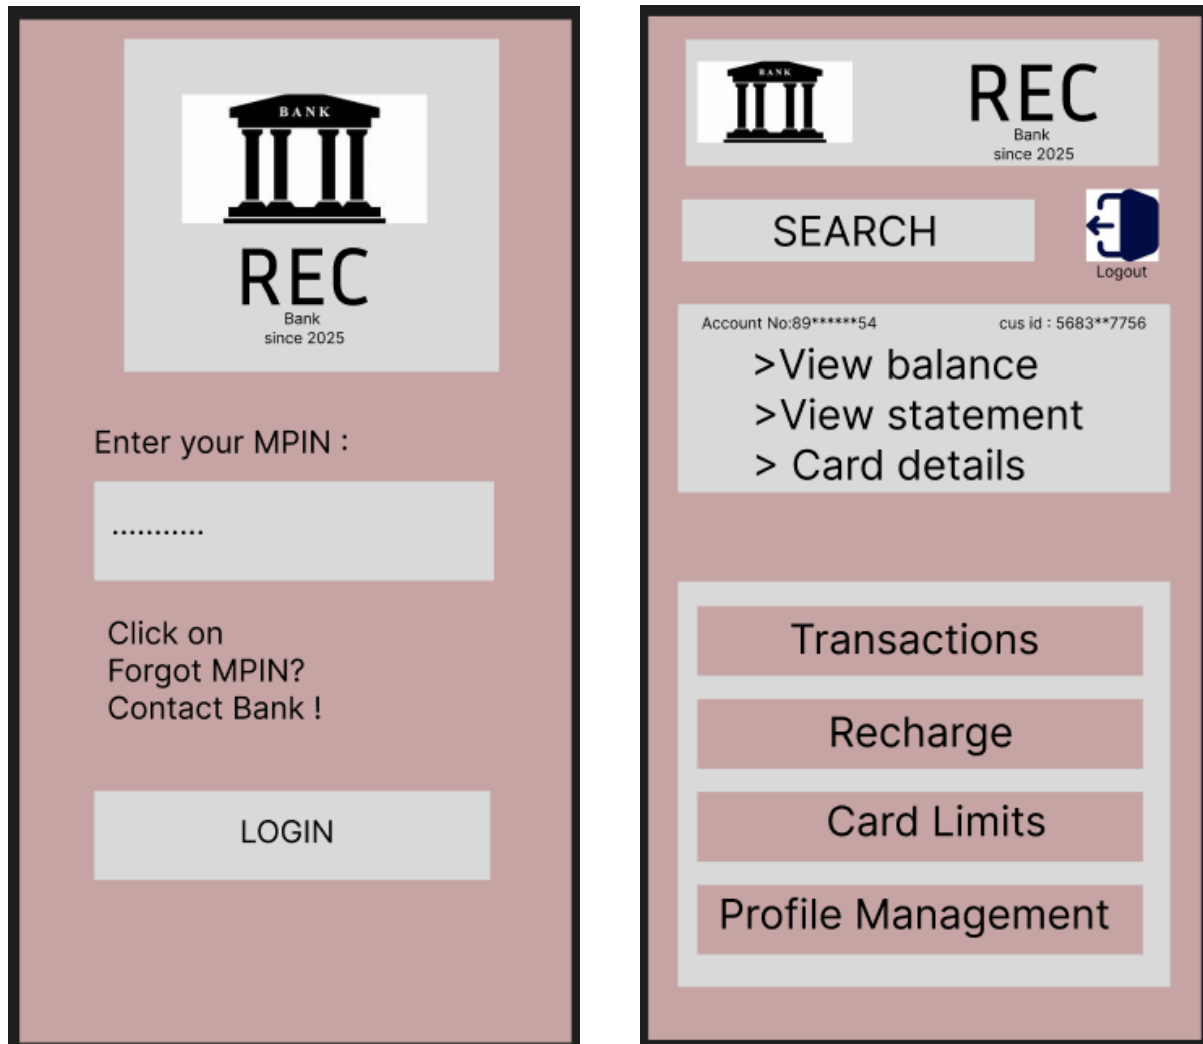 BANK
REC
Bank
since 2025
Enter your MPIN :
...........
Click on
Forgot MPIN?
Contact Bank !
LOGIN
BANK
REC
Bank
since 2025
SEARCH
Logout
Account No:89******54
cus id : 5683**7756
>View balance
>View statement
> Card details
Transactions
Recharge
Card Limits
Profile Management